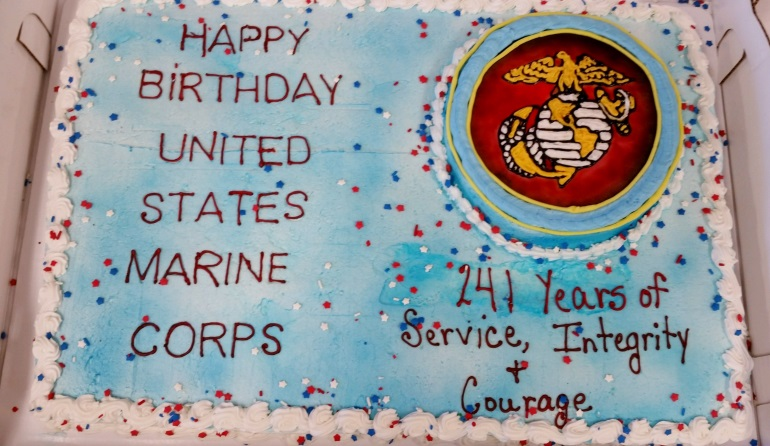 HAPPY
BIRTHDAY
UNITED
STATES
MARINE
CORPS
241 Years of
Service, Integrity
+
Courage